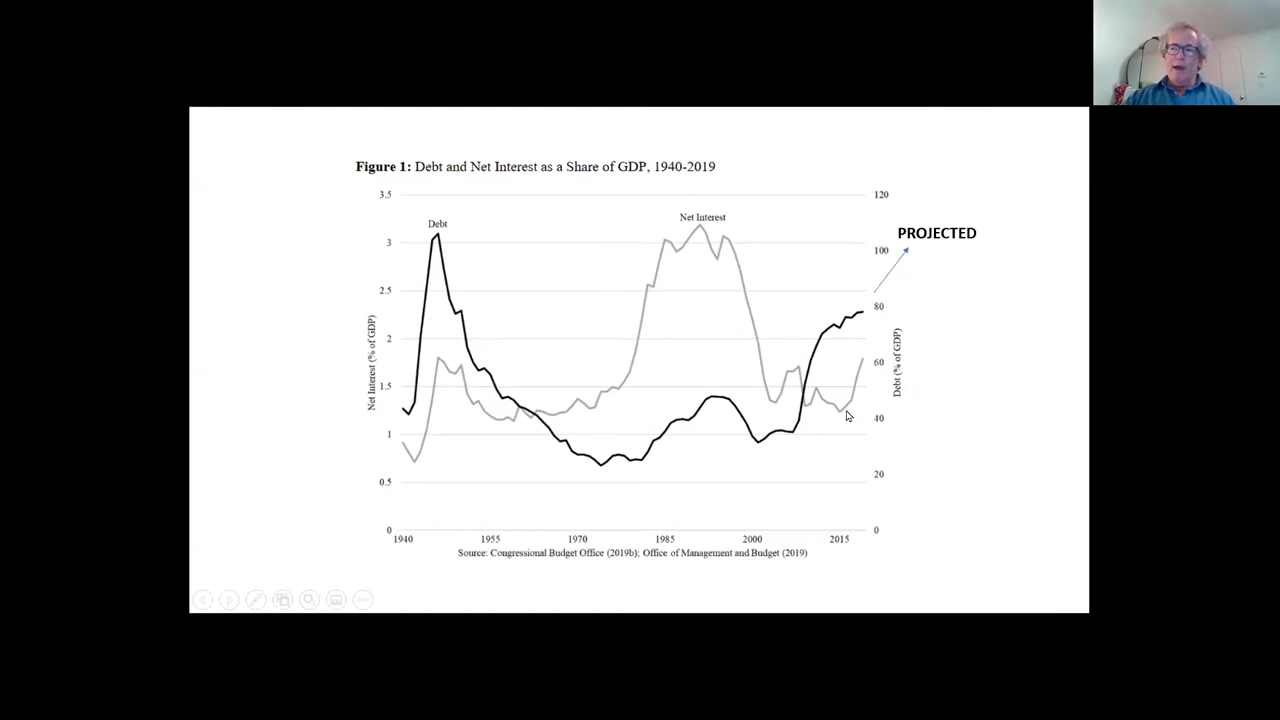 Figure 1: Debt and Net Interest as a Share of GDP, 1940-2019
3.5
3
2.5
2
1.5
1
0.5
0
Net Interest (% of GDP)
Debt
Net Interest
120
100
80
60
40
20
0
Debt (% of GDP)
PROJECTED
1940 1955 1970 1985 2000 2015
Source: Congressional Budget Office (2019b); Office of Management and Budget (2019)